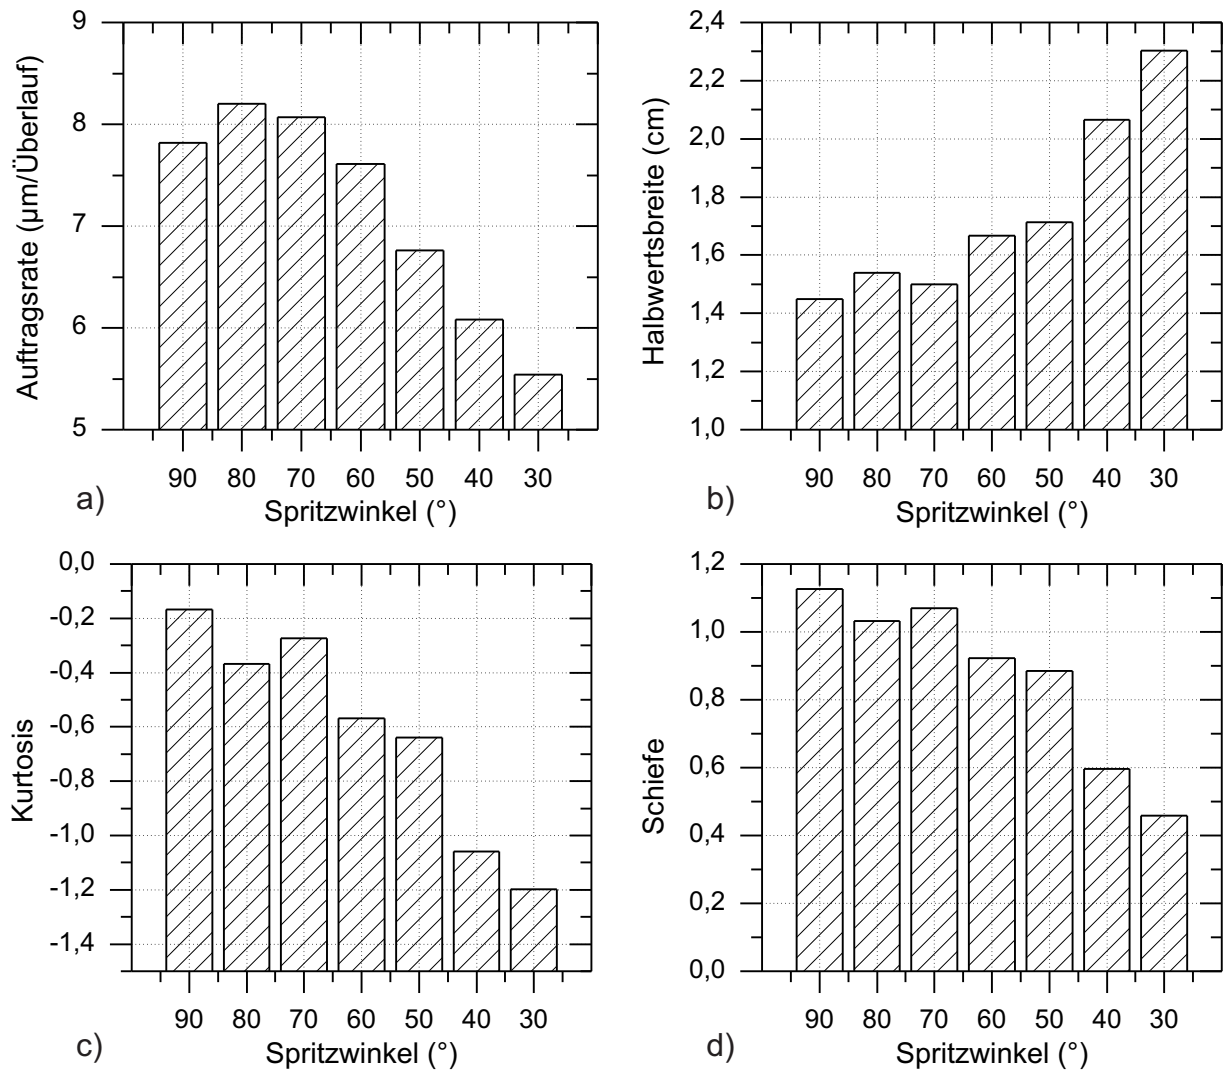 Auftragsrate (µm/Überlauf)
9
8
7
6
5
90 80 70 60 50 40 30
a)
Spritzwinkel (°)
Halbwertsbreite (cm)
2,4
2,2
2,0
1,8
1,6
1,4
1,2
1,0
90 80 70 60 50 40 30
b)
Spritzwinkel (°)
Kurtosis
0,0
-0,2
-0,4
-0,6
-0,8
-1,0
-1,2
-1,4
90 80 70 60 50 40 30
c)
Spritzwinkel (°)
Schiefe
1,2
1,0
0,8
0,6
0,4
0,2
0,0
90 80 70 60 50 40 30
d)
Spritzwinkel (°)